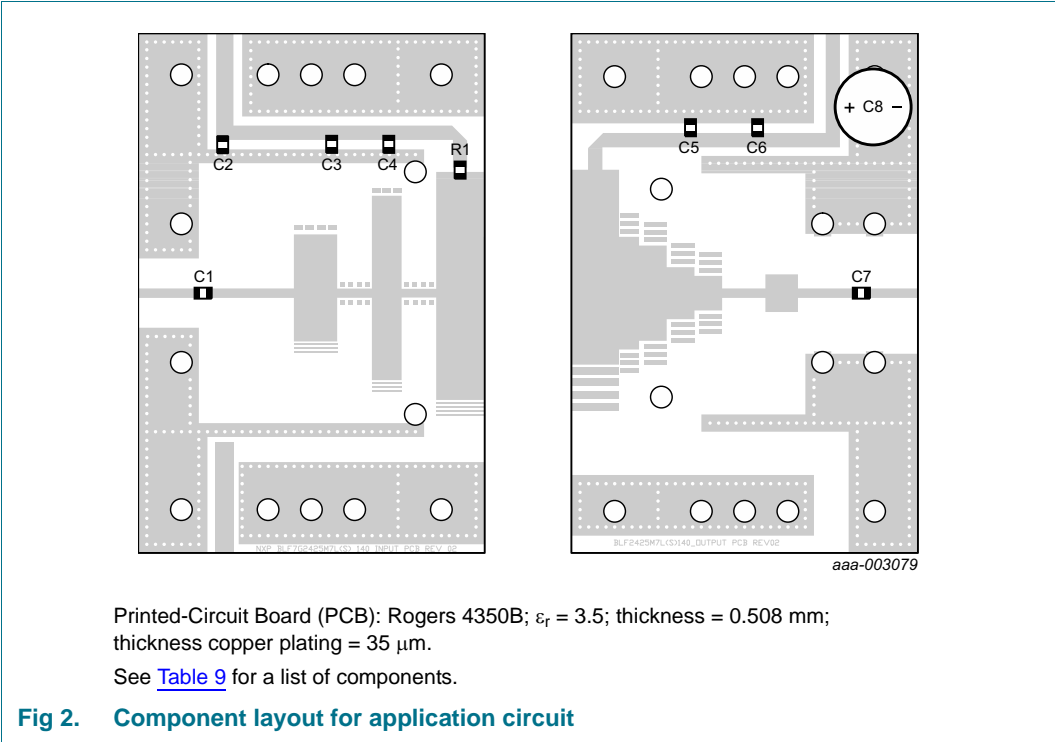 C2
C3
C4
R1
C1
NXP BLF7G2425M7L(S) 140 INPUT PCB REV 02
+ C8 −
C5
C6
C7
BLF2425M7L(S)140_OUTPUT PCB REV02
aaa-003079
Printed-Circuit Board (PCB): Rogers 4350B; εr = 3.5; thickness = 0.508 mm;
thickness copper plating = 35 μm.
See Table 9 for a list of components.
Fig 2. Component layout for application circuit